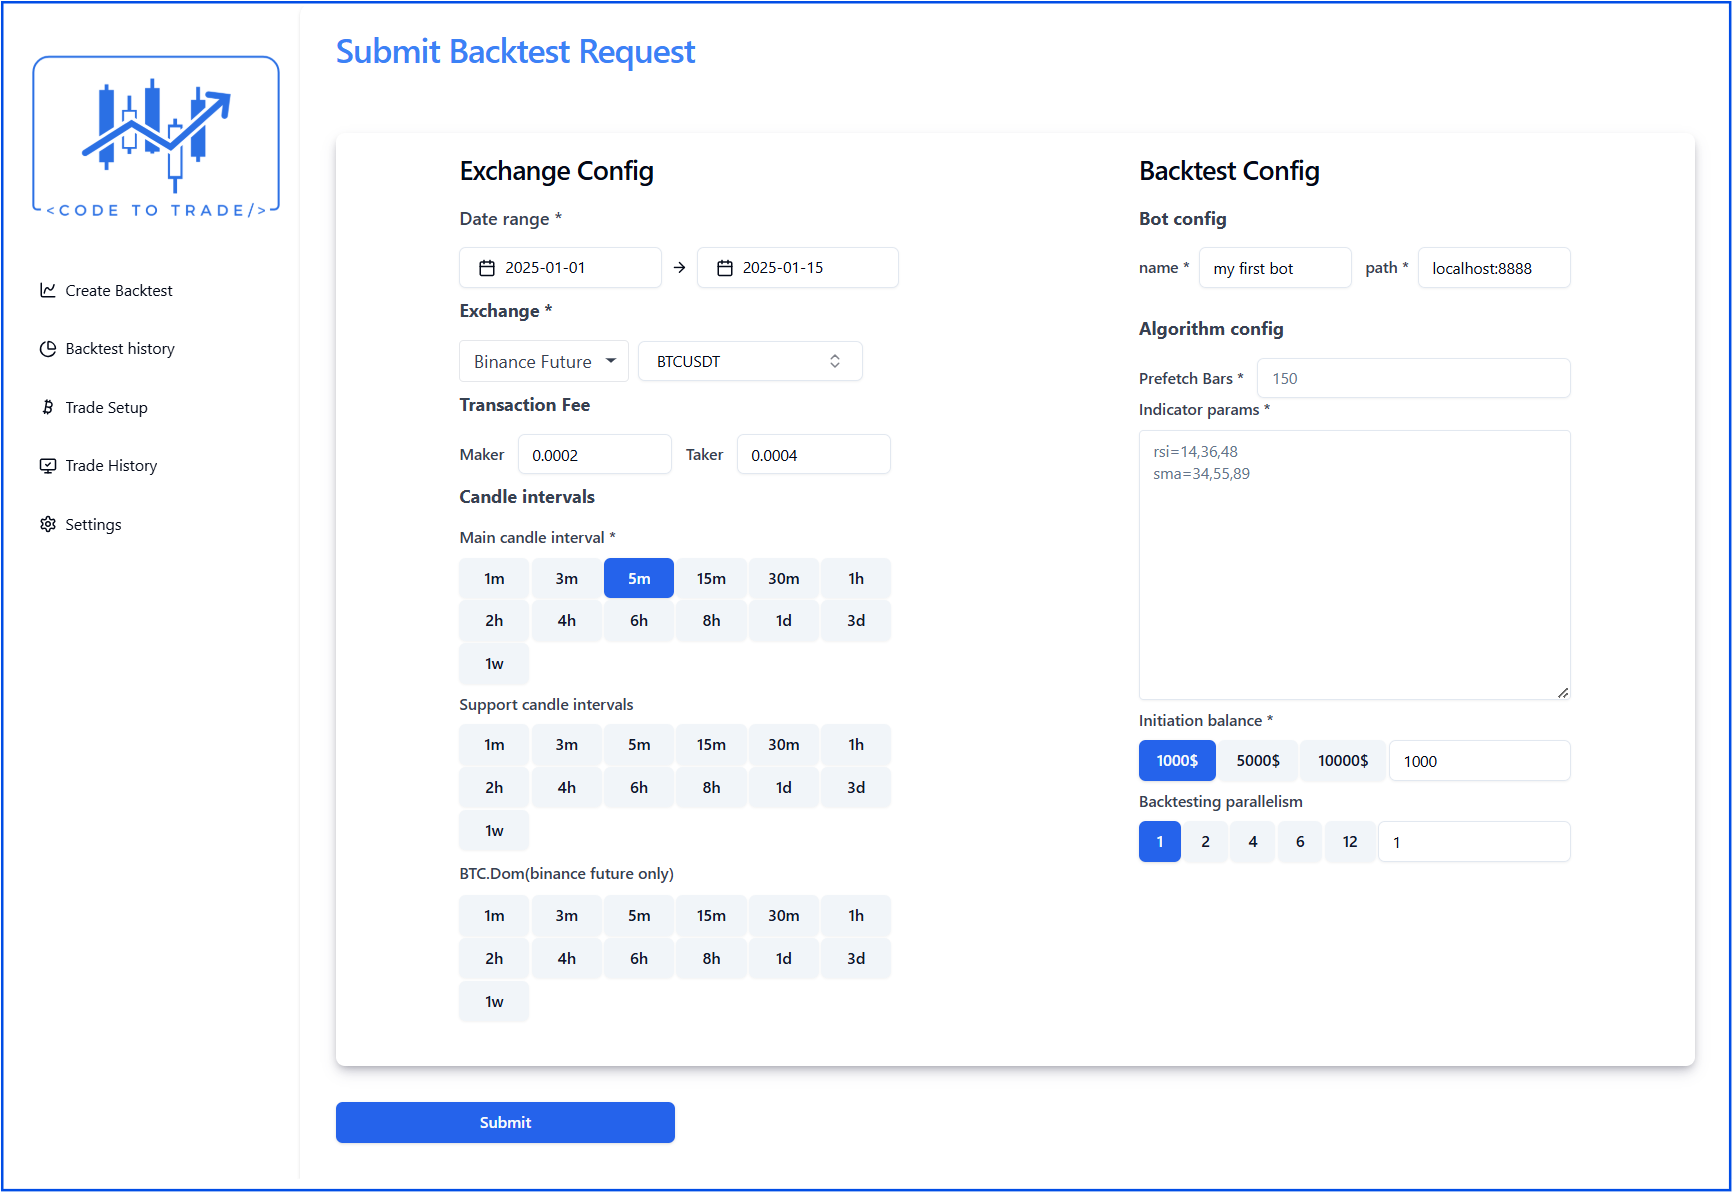 Submit Backtest Request
<CODE TO TRADE/>
Create Backtest
Backtest history
Trade Setup
Trade History
Settings
Exchange Config
Date range *
2025-01-01 → 2025-01-15
Exchange *
Binance Future BTCUSDT
Transaction Fee
Maker 0.0002 Taker 0.0004
Candle intervals
Main candle interval *
1m 3m 5m 15m 30m 1h
2h 4h 6h 8h 1d 3d
1w
Support candle intervals
1m 3m 5m 15m 30m 1h
2h 4h 6h 8h 1d 3d
1w
BTC.Dom(binance future only)
1m 3m 5m 15m 30m 1h
2h 4h 6h 8h 1d 3d
1w
Backtest Config
Bot config
name * my first bot path * localhost:8888
Algorithm config
Prefetch Bars * 150
Indicator params *
rsi=14,36,48
sma=34,55,89
Initiation balance *
1000$ 5000$ 10000$ 1000
Backtesting parallelism
1 2 4 6 12 1
Submit